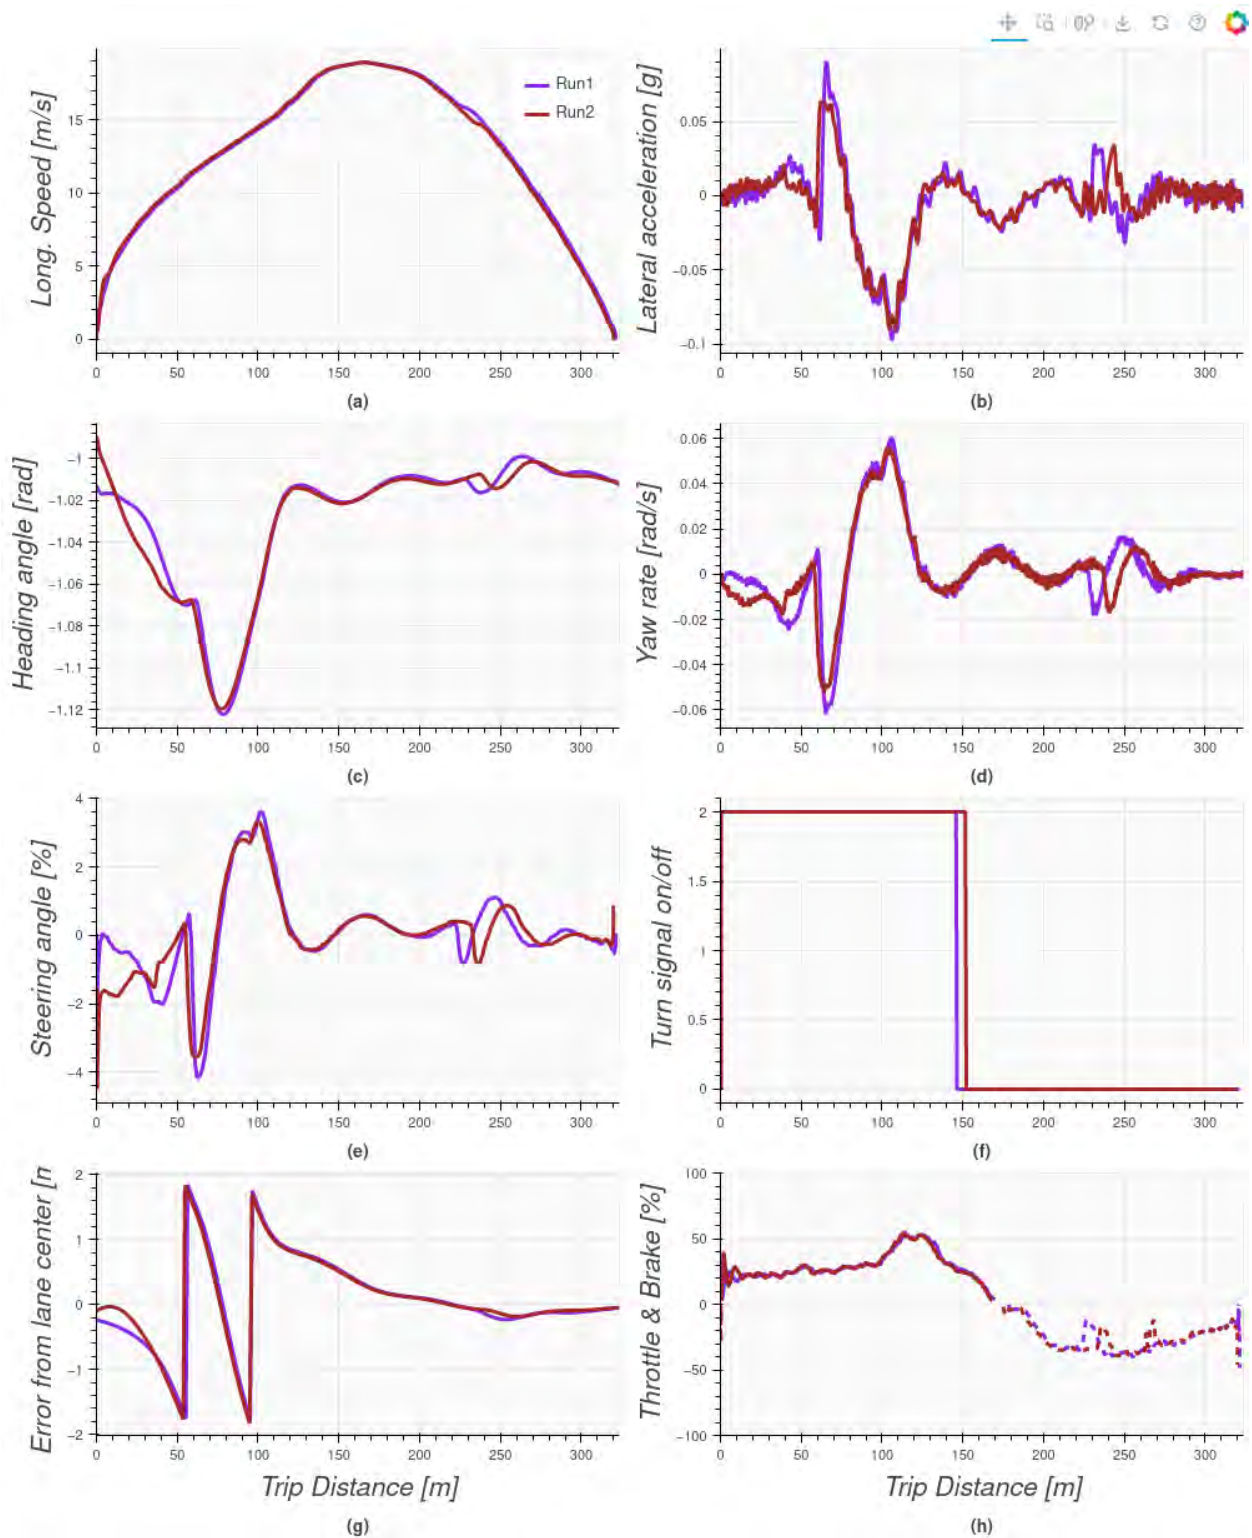 Long. Speed [m/s]
15
10
5
0
Run1
Run2
0 50 100 150 200 250 300
(a)
Lateral acceleration [g]
0.05
0
−0.05
−0.1
0 50 100 150 200 250 300
(b)
Heading angle [rad]
−1
−1.02
−1.04
−1.06
−1.08
−1.1
−1.12
0 50 100 150 200 250 300
(c)
Yaw rate [rad/s]
0.06
0.04
0.02
0
−0.02
−0.04
−0.06
0 50 100 150 200 250 300
(d)
Steering angle [%]
4
2
0
−2
−4
0 50 100 150 200 250 300
(e)
Turn signal on/off
2
1.5
1
0.5
0
0 50 100 150 200 250 300
(f)
Error from lane center [n
2
1
0
−1
−2
0 50 100 150 200 250 300
Trip Distance [m]
(g)
Throttle & Brake [%]
100
50
0
−50
−100
0 50 100 150 200 250 300
Trip Distance [m]
(h)